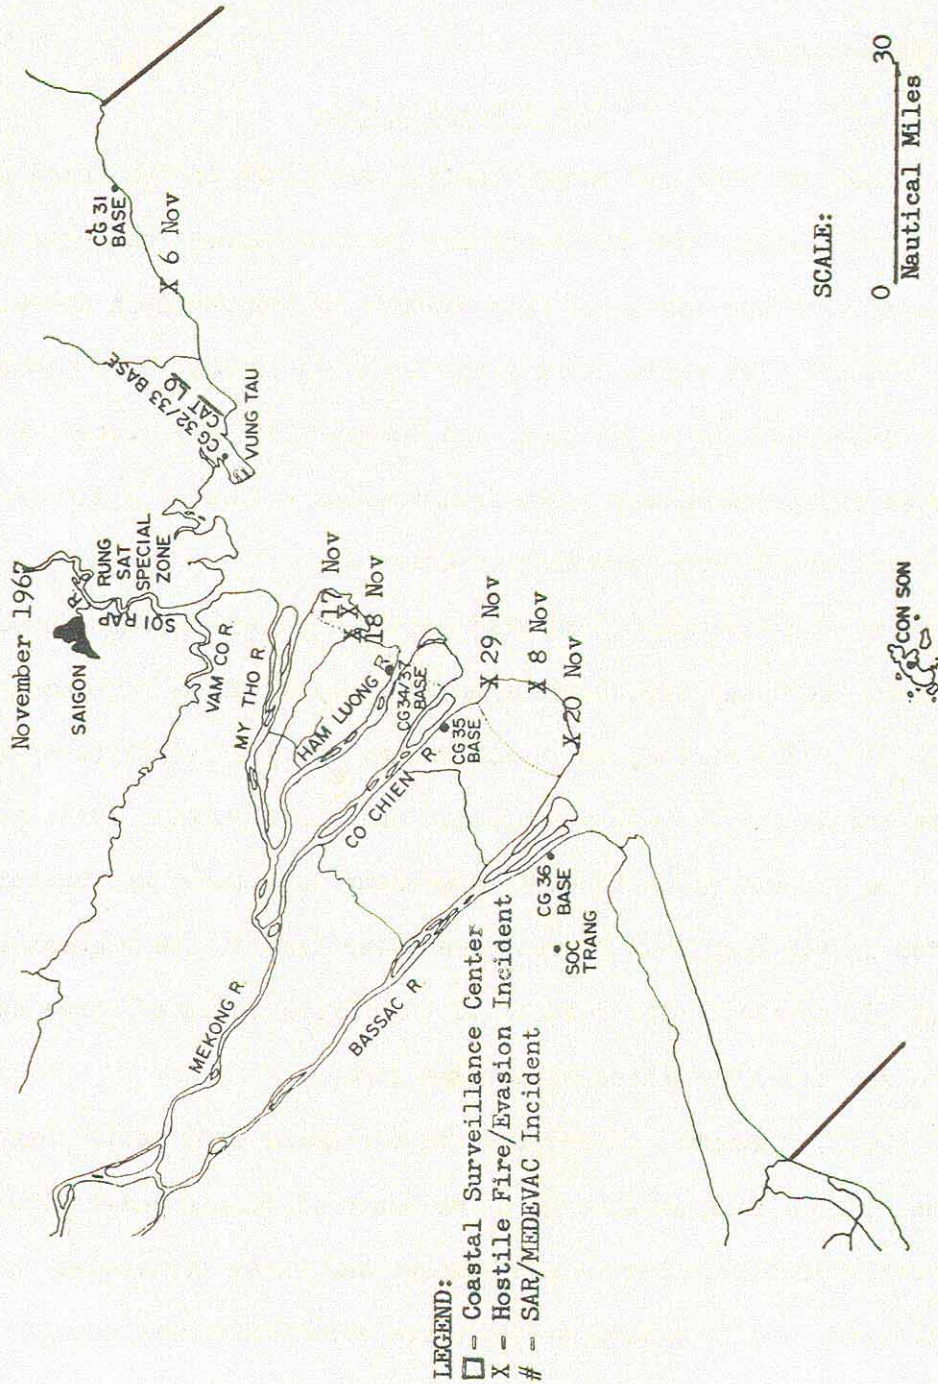 November 1967
SAIGON
SOI RAP R.
RUNG
SAT
SPECIAL
ZONE
VAM CO R.
MY THO R.
HAM LUONG R.
MEKONG R.
CO CHIEN R.
BASSAC R.
CG 31
BASE
X 6 Nov
CG 32/33 BASE
CAT LO
VUNG TAU
X 17 Nov
X
#18 Nov
CG34/37
BASE
CG 35
BASE
X 29 Nov
X 8 Nov
X 20 Nov
CG 36
BASE
SOC
TRANG
CON SON
SCALE:
0 30
Nautical Miles
LEGEND:
□ - Coastal Surveillance Center
X - Hostile Fire/Evasion Incident
# - SAR/MEDEVAC Incident